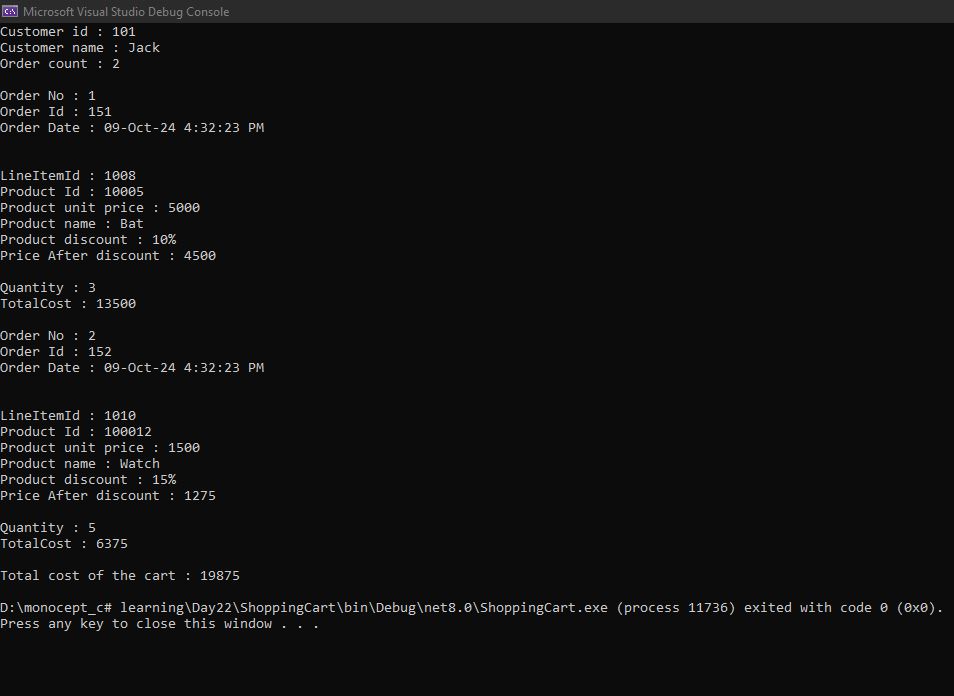 Microsoft Visual Studio Debug Console
Customer id : 101
Customer name : Jack
Order count : 2
Order No : 1
Order Id : 151
Order Date : 09-Oct-24 4:32:23 PM
LineItemId : 1008
Product Id : 10005
Product unit price : 5000
Product name : Bat
Product discount : 10%
Price After discount : 4500
Quantity : 3
TotalCost : 13500
Order No : 2
Order Id : 152
Order Date : 09-Oct-24 4:32:23 PM
LineItemId : 1010
Product Id : 100012
Product unit price : 1500
Product name : Watch
Product discount : 15%
Price After discount : 1275
Quantity : 5
TotalCost : 6375
Total cost of the cart : 19875
D:\monocept_c# learning\Day22\ShoppingCart\bin\Debug\net8.0\ShoppingCart.exe (process 11736) exited with code 0 (0x0).
Press any key to close this window . . .